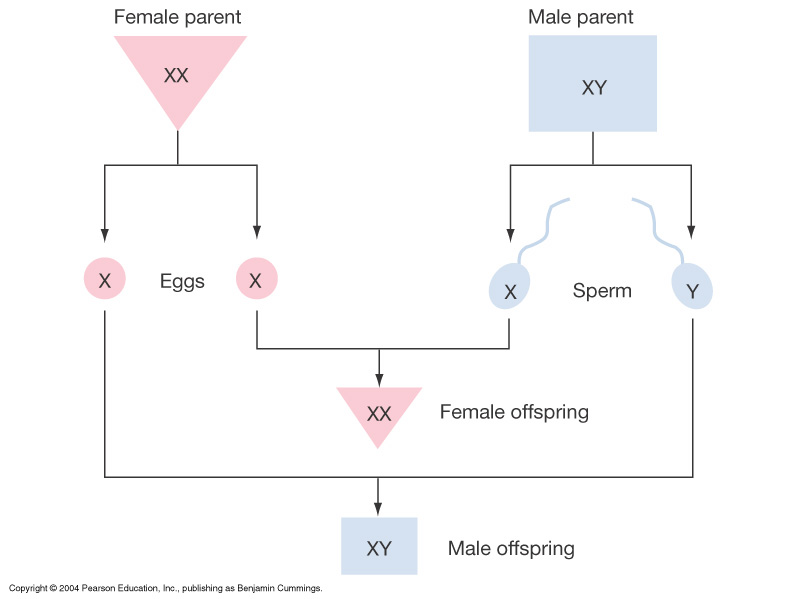 Female parent
Male parent
XX
XY
X
Eggs
X
X
Sperm
Y
XX
Female offspring
XY
Male offspring
Copyright © 2004 Pearson Education, Inc., publishing as Benjamin Cummings.